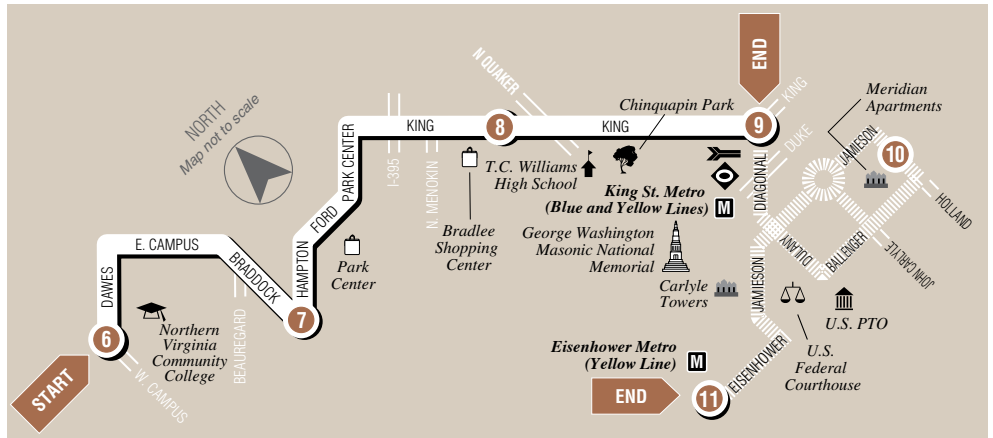 END
KING
Meridian
Apartments
N QUAKER
Chinquapin Park
NORTH
Map not to scale
KING
8
KING
9
DUKE
JAMIESON
10
PARK CENTER
I-395
N. MENOKIN
T.C. Williams
High School
King St. Metro
(Blue and Yellow Lines)
M
DIAGONAL
HOLLAND
FORD
Bradlee
Shopping
Center
George Washington
Masonic National
Memorial
DULANY
BALLENGER
JOHN CARLYLE
E. CAMPUS
BRADDOCK
HAMPTON
Park
Center
Carlyle
Towers
JAMIESON
DAWES
7
6
Northern
Virginia
Community
College
BEAUREGARD
U.S. PTO
Eisenhower Metro
(Yellow Line)
M
EISENHOWER
U.S.
Federal
Courthouse
START
W. CAMPUS
END
11